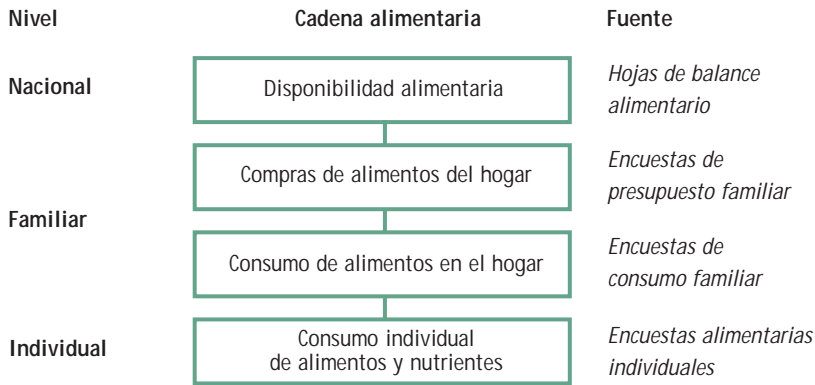 Nivel Cadena alimentaria Fuente
Nacional
Disponibilidad alimentaria
Hojas de balance
alimentario
Compras de alimentos del hogar
Encuestas de
presupuesto familiar
Familiar
Consumo de alimentos en el hogar
Encuestas de
consumo familiar
Individual
Consumo individual
de alimentos y nutrientes
Encuestas alimentarias
individuales